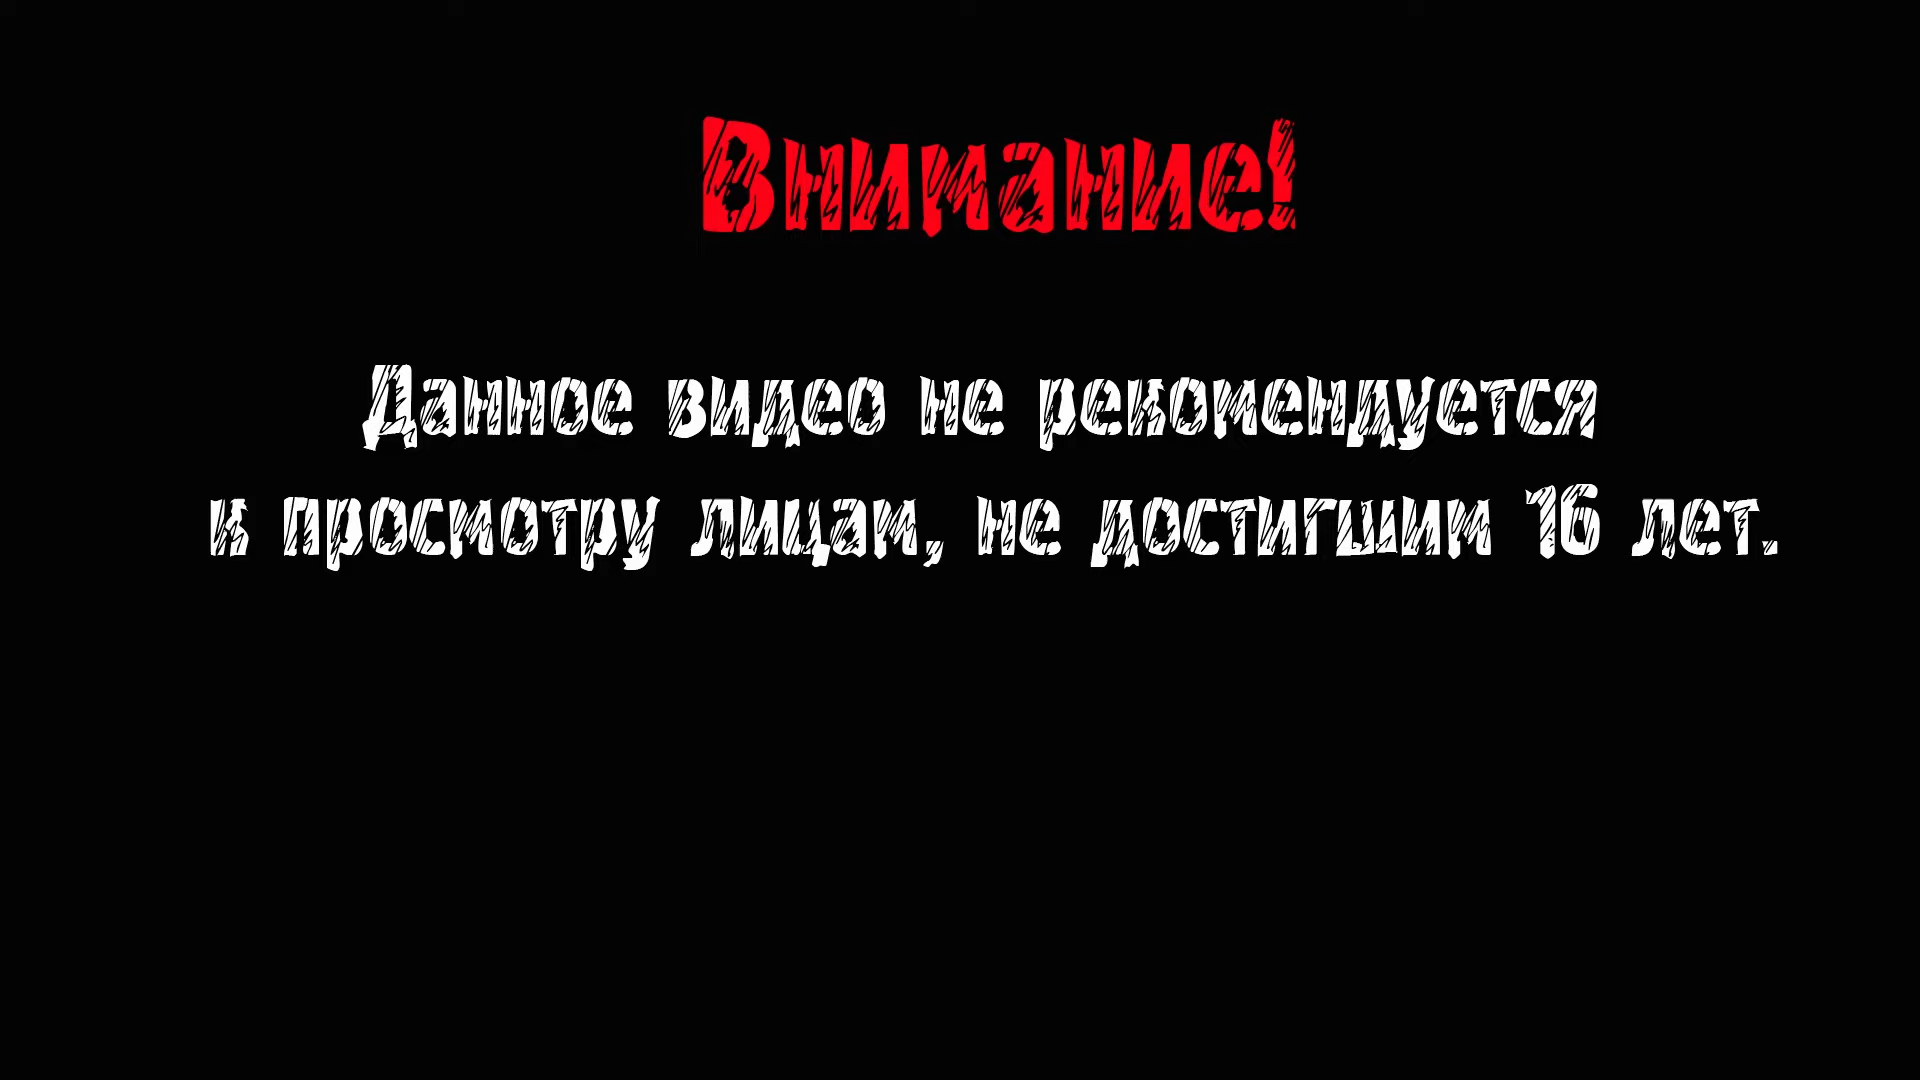 Внимание!
Данное видео не рекомендуется
к просмотру лицам, не достигшим 16 лет.